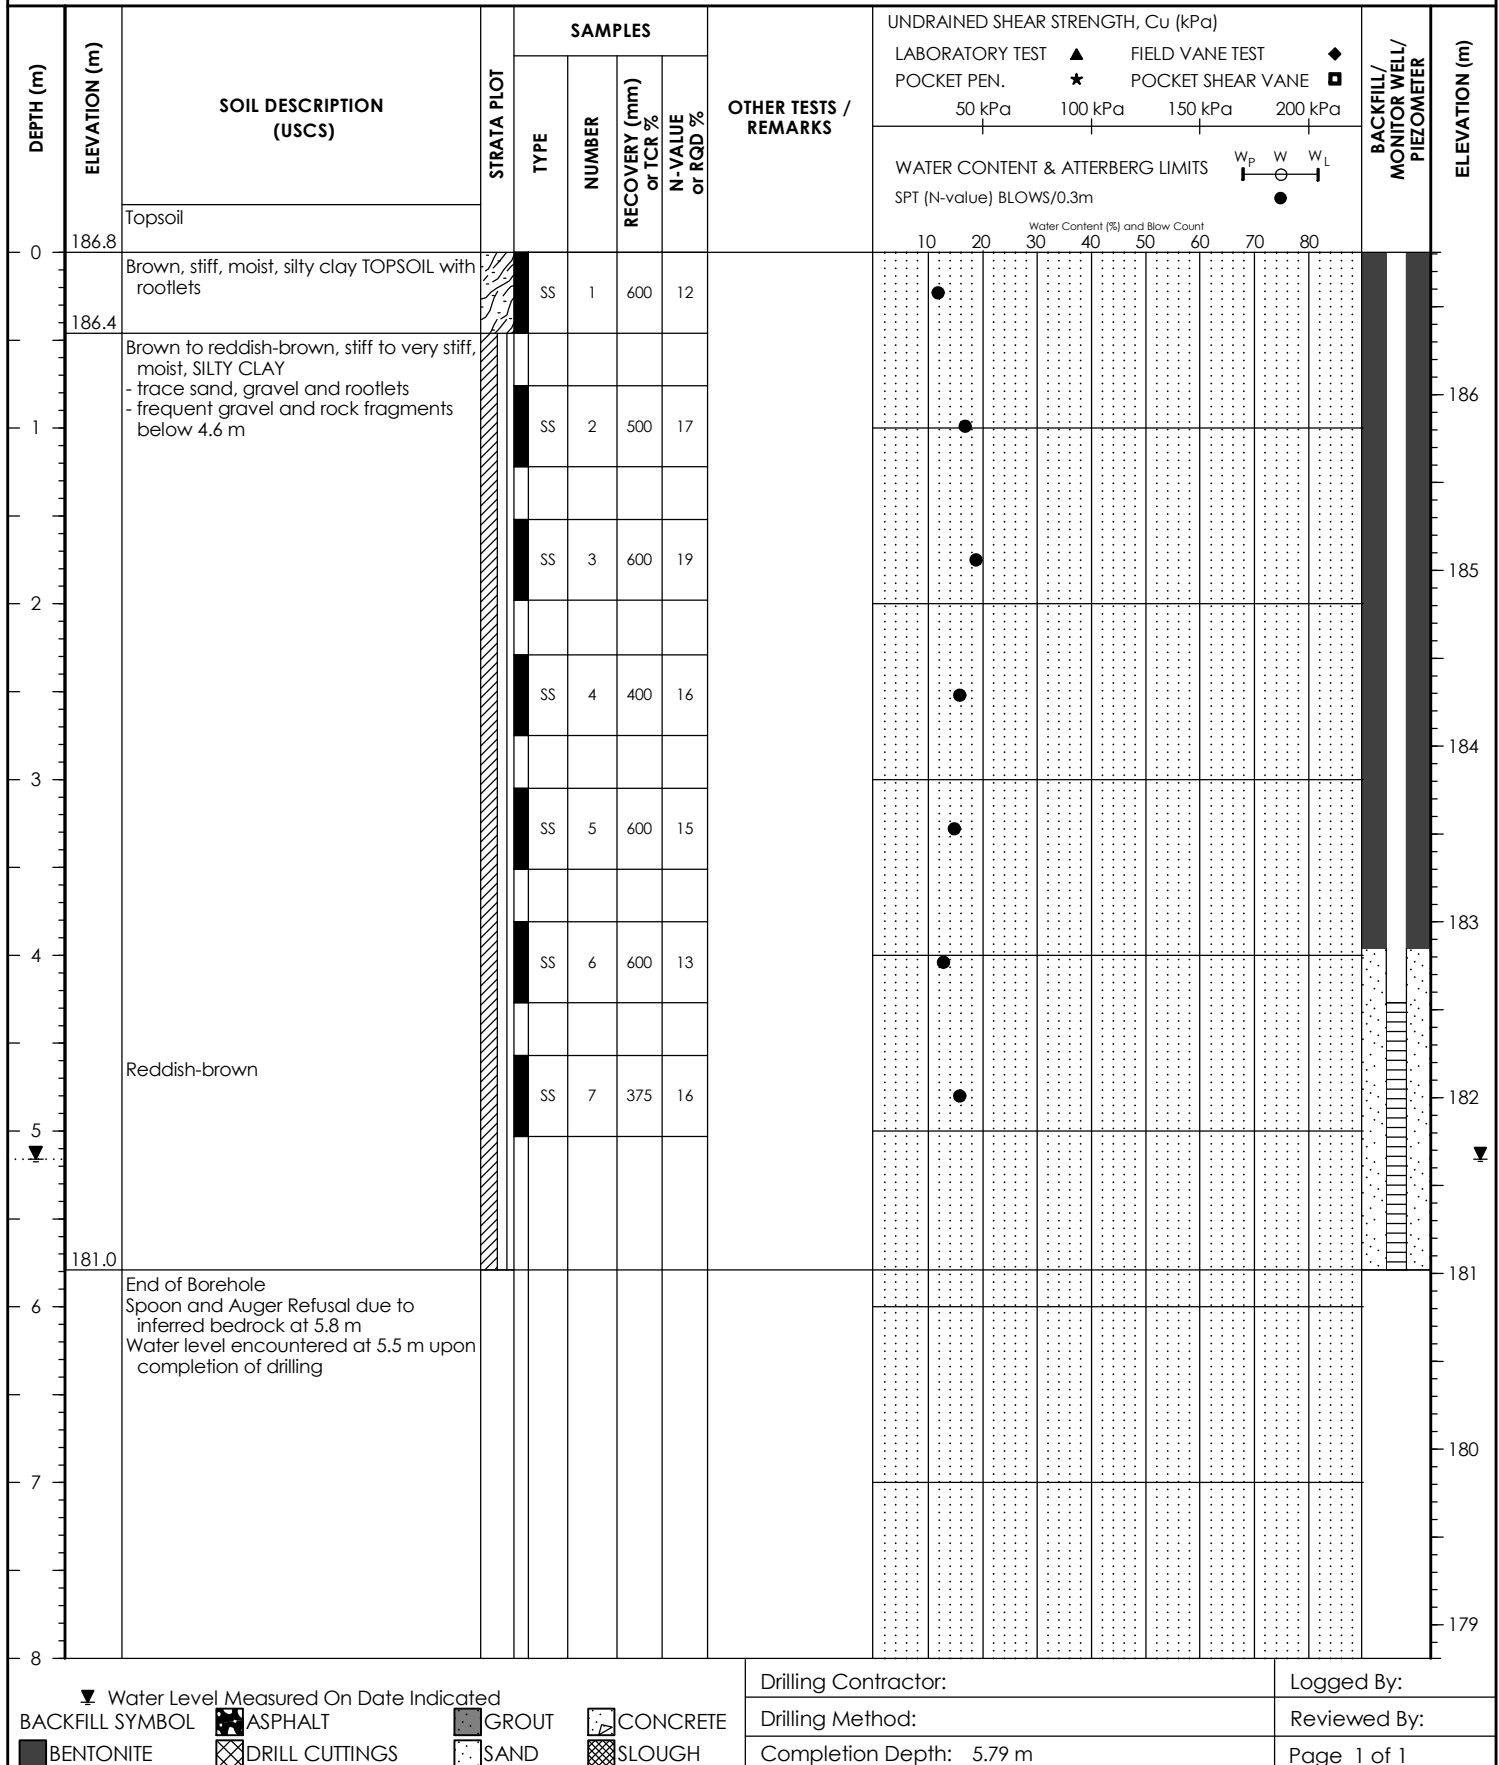 DEPTH (m)
ELEVATION (m)
SOIL DESCRIPTION
(USCS)
STRATA PLOT
SAMPLES
TYPE
NUMBER
RECOVERY (mm)
or TCR %
N-VALUE
or RQD %
OTHER TESTS /
REMARKS
UNDRAINED SHEAR STRENGTH, Cu (kPa)
LABORATORY TEST ▲ FIELD VANE TEST ◆
POCKET PEN. ★ POCKET SHEAR VANE
50 kPa 100 kPa 150 kPa 200 kPa
WATER CONTENT & ATTERBERG LIMITS WP W WL
SPT (N-value) BLOWS/0.3m ●
Water Content (%) and Blow Count
10 20 30 40 50 60 70 80
BACKFILL/
MONITOR WELL/
PIEZOMETER
ELEVATION (m)
Topsoil
0 186.8
Brown, stiff, moist, silty clay TOPSOIL with
rootlets
SS 1 600 12
186.4
Brown to reddish-brown, stiff to very stiff,
moist, SILTY CLAY
- trace sand, gravel and rootlets
- frequent gravel and rock fragments
below 4.6 m
186
1
SS 2 500 17
SS 3 600 19
185
2
SS 4 400 16
184
3
SS 5 600 15
183
4
SS 6 600 13
Reddish-brown
SS 7 375 16
182
5
181.0
181
End of Borehole
Spoon and Auger Refusal due to
inferred bedrock at 5.8 m
Water level encountered at 5.5 m upon
completion of drilling
6
180
7
179
8
Water Level Measured On Date Indicated
BACKFILL SYMBOL ASPHALT GROUT CONCRETE
BENTONITE DRILL CUTTINGS SAND SLOUGH
Drilling Contractor:
Logged By:
Drilling Method:
Reviewed By:
Completion Depth: 5.79 m
Page 1 of 1